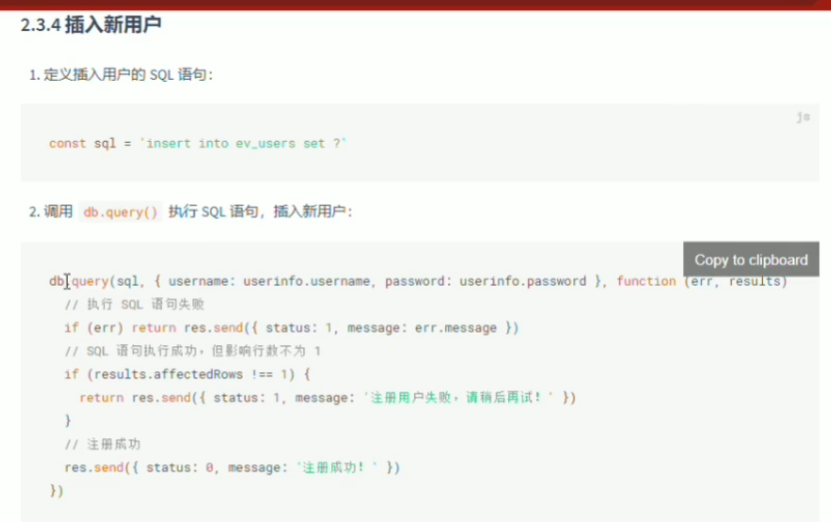 2.3.4 插入新用户
1. 定义插入用户的 SQL 语句：
js
const sql = 'insert into ev_users set ?'
2. 调用 db.query() 执行 SQL 语句，插入新用户：
Copy to clipboard
db.query(sql, { username: userinfo.username, password: userinfo.password }, function (err, results)
// 执行 SQL 语句失败
if (err) return res.send({ status: 1, message: err.message })
// SQL 语句执行成功，但影响行数不为 1
if (results.affectedRows !== 1) {
return res.send({ status: 1, message: '注册用户失败，请稍后再试！' })
}
// 注册成功
res.send({ status: 0, message: '注册成功！' })
})